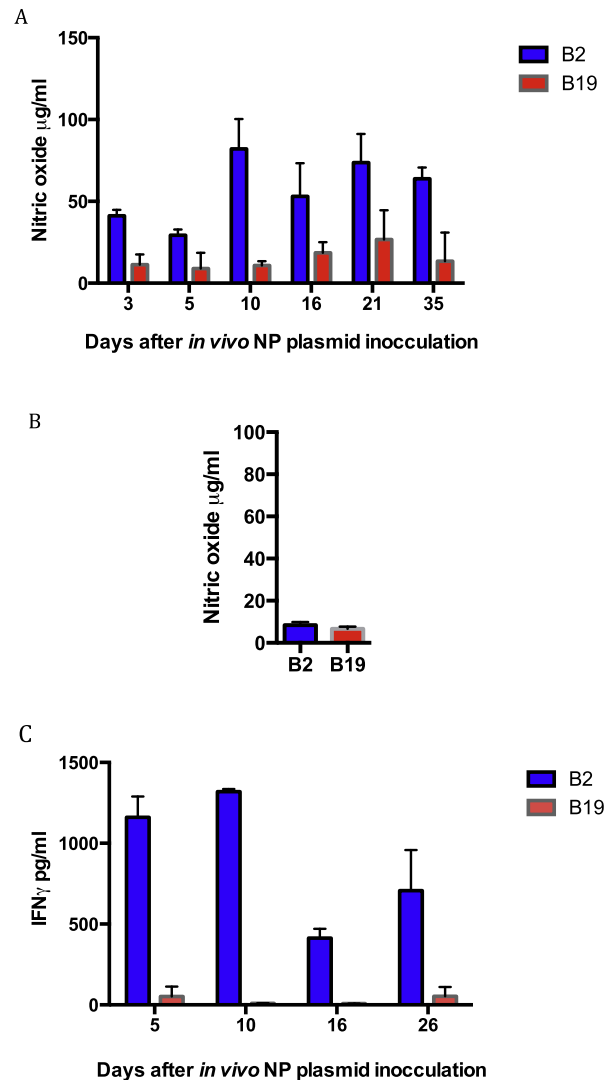 A
150
100
50
0
Nitric oxide μg/ml
B2
B19
3 5 10 16 21 35
Days after in vivo NP plasmid inocculation
B
100
80
60
40
20
0
Nitric oxide μg/ml
B2 B19
C
1500
1000
500
0
IFNγ pg/ml
B2
B19
5 10 16 26
Days after in vivo NP plasmid inocculation